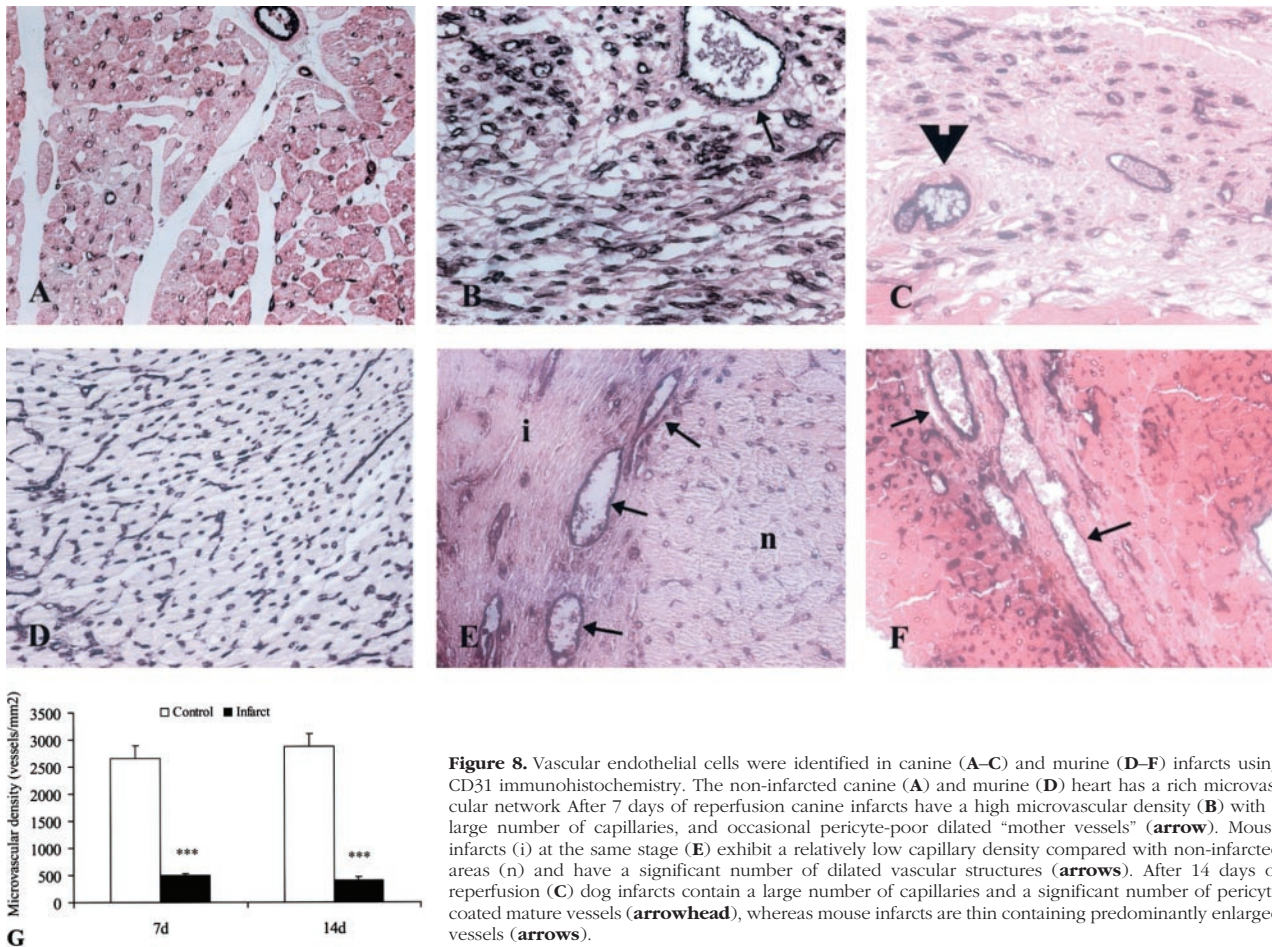 A
B
C
D
E
i
n
F
Microvascular density (vessels/mm2)
3500
3000
2500
2000
1500
1000
500
0
Control
Infarct
***
***
7d
14d
G
Figure 8. Vascular endothelial cells were identified in canine (A–C) and murine (D–F) infarcts using
CD31 immunohistochemistry. The non-infarcted canine (A) and murine (D) heart has a rich microvas-
cular network After 7 days of reperfusion canine infarcts have a high microvascular density (B) with
large number of capillaries, and occasional pericyte-poor dilated “mother vessels” (arrow). Mous
infarcts (i) at the same stage (E) exhibit a relatively low capillary density compared with non-infarcted
areas (n) and have a significant number of dilated vascular structures (arrows). After 14 days o
reperfusion (C) dog infarcts contain a large number of capillaries and a significant number of pericyt
coated mature vessels (arrowhead), whereas mouse infarcts are thin containing predominantly enlarged
vessels (arrows).